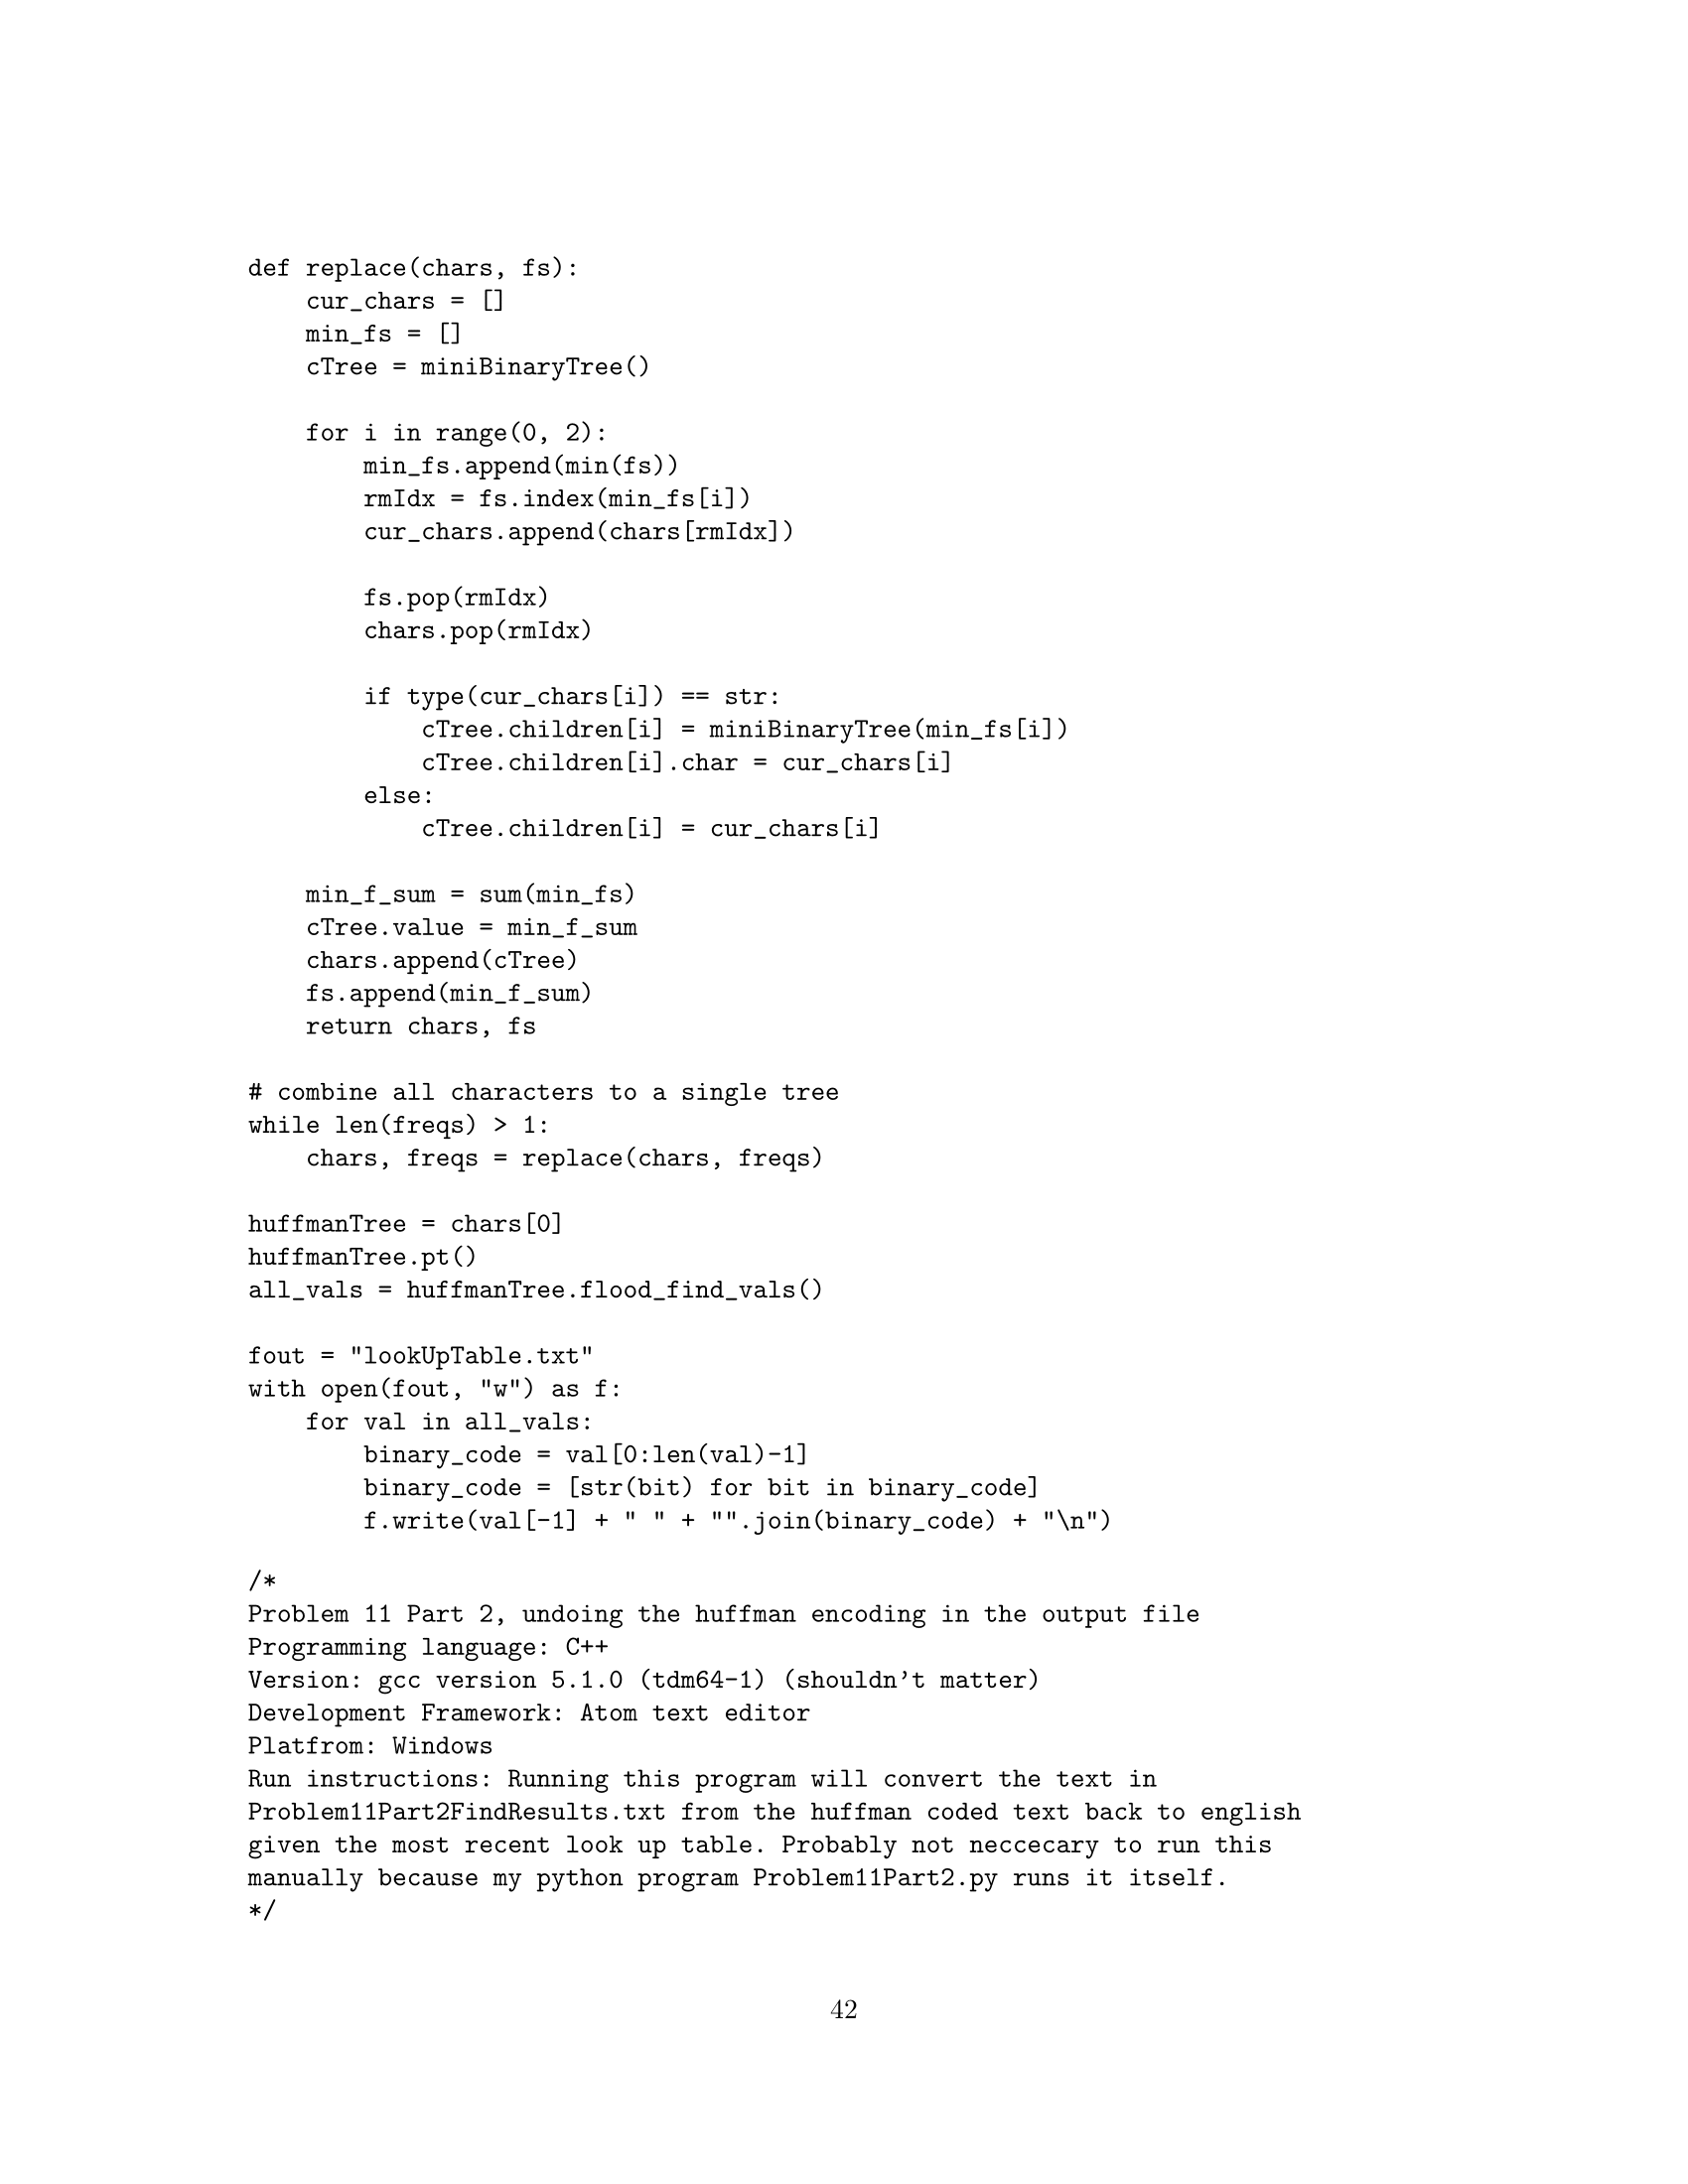 def replace(chars, fs):
    cur_chars = []
    min_fs = []
    cTree = miniBinaryTree()

    for i in range(0, 2):
        min_fs.append(min(fs))
        rmIdx = fs.index(min_fs[i])
        cur_chars.append(chars[rmIdx])

        fs.pop(rmIdx)
        chars.pop(rmIdx)

        if type(cur_chars[i]) == str:
            cTree.children[i] = miniBinaryTree(min_fs[i])
            cTree.children[i].char = cur_chars[i]
        else:
            cTree.children[i] = cur_chars[i]

    min_f_sum = sum(min_fs)
    cTree.value = min_f_sum
    chars.append(cTree)
    fs.append(min_f_sum)
    return chars, fs

# combine all characters to a single tree
while len(freqs) > 1:
    chars, freqs = replace(chars, freqs)

huffmanTree = chars[0]
huffmanTree.pt()
all_vals = huffmanTree.flood_find_vals()

fout = "lookUpTable.txt"
with open(fout, "w") as f:
    for val in all_vals:
        binary_code = val[0:len(val)-1]
        binary_code = [str(bit) for bit in binary_code]
        f.write(val[-1] + " " + "".join(binary_code) + "\n")

/*
Problem 11 Part 2, undoing the huffman encoding in the output file
Programming language: C++
Version: gcc version 5.1.0 (tdm64-1) (shouldn't matter)
Development Framework: Atom text editor
Platfrom: Windows
Run instructions: Running this program will convert the text in
Problem11Part2FindResults.txt from the huffman coded text back to english
given the most recent look up table. Probably not neccecary to run this
manually because my python program Problem11Part2.py runs it itself.
*/

42